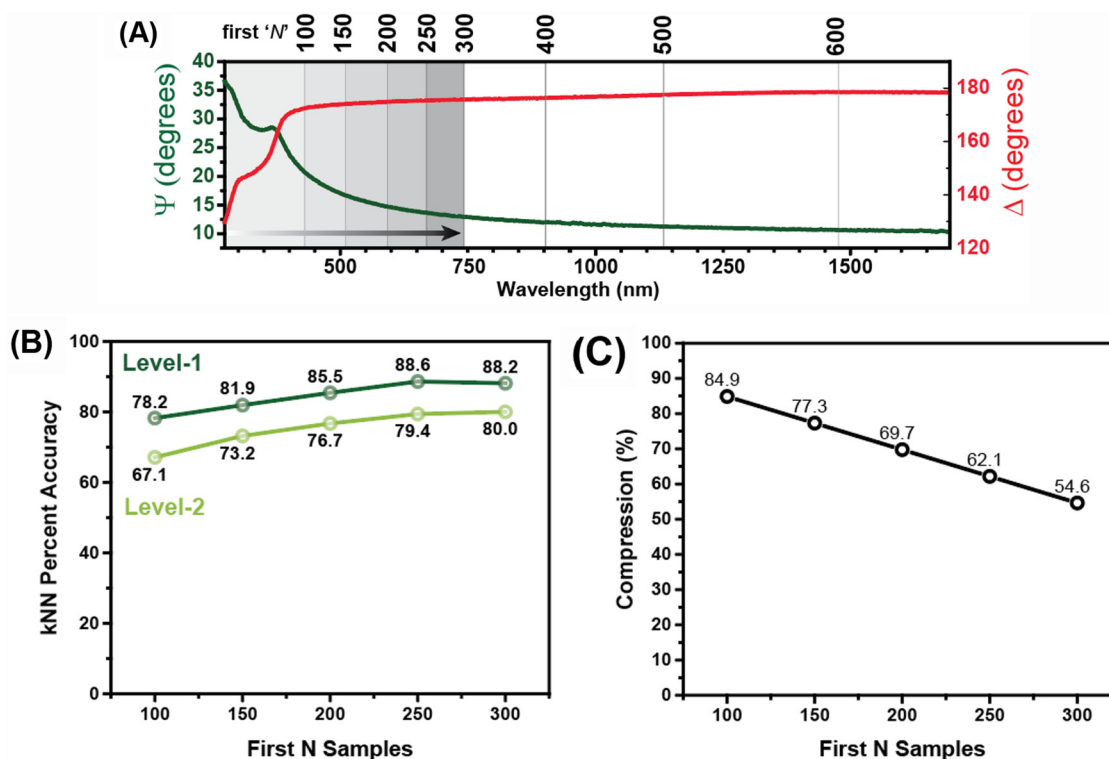 (A)
first ‘N’ 100 150 200 250 300 400 500 600
Ψ (degrees)
40
35
30
25
20
15
10
180
160
140
120
Δ (degrees)
500 750 1000 1250 1500
Wavelength (nm)
(B)
kNN Percent Accuracy
100
80
60
40
20
0
Level-1
78.2 81.9 85.5 88.6 88.2
67.1 73.2 76.7 79.4 80.0
Level-2
100 150 200 250 300
First N Samples
(C)
Compression (%)
100
90
80
70
60
50
40
30
20
10
0
84.9 77.3 69.7 62.1 54.6
100 150 200 250 300
First N Samples